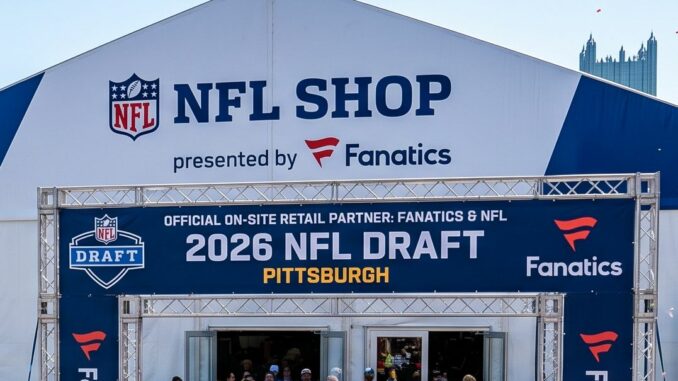 NFL
NFL SHOP
presented by Fanatics
OFFICIAL ON-SITE RETAIL PARTNER: FANATICS & NFL
NFL
DRAFT
2026 NFL DRAFT
PITTSBURGH
Fanatics